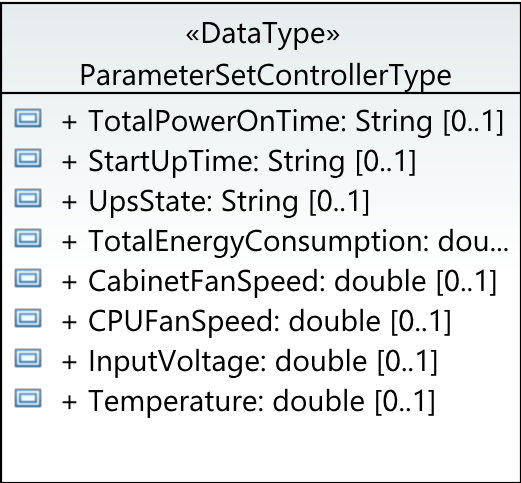 «DataType»
ParameterSetControllerType
+ TotalPowerOnTime: String [0..1]
+ StartUpTime: String [0..1]
+ UpsState: String [0..1]
+ TotalEnergyConsumption: dou...
+ CabinetFanSpeed: double [0..1]
+ CPUFanSpeed: double [0..1]
+ InputVoltage: double [0..1]
+ Temperature: double [0..1]